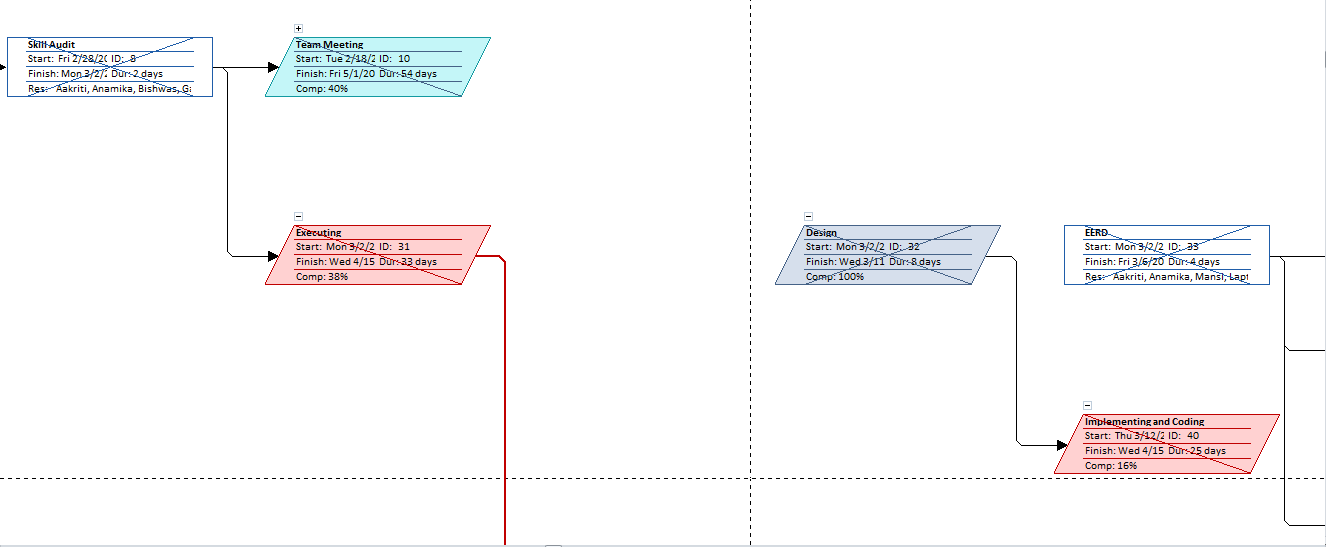 Skill Audit
Start: Fri 2/28/2( ID: 8
Finish: Mon 3/2/2 Dur: 2 days
Res: Aakriti, Anamika, Bishwas, Ga
Team Meeting
Start: Tue 2/18/2 ID: 10
Finish: Fri 5/1/20 Dur: 54 days
Comp: 40%
Executing
Start: Mon 3/2/2 ID: 31
Finish: Wed 4/15 Dur: 33 days
Comp: 38%
Design
Start: Mon 3/2/2 ID: 32
Finish: Wed 3/11 Dur: 8 days
Comp: 100%
EERD
Start: Mon 3/2/2 ID: 33
Finish: Fri 3/6/20 Dur: 4 days
Res: Aakriti, Anamika, Mansi, Lapt
Implementing and Coding
Start: Thu 3/12/2 ID: 40
Finish: Wed 4/15 Dur: 25 days
Comp: 16%